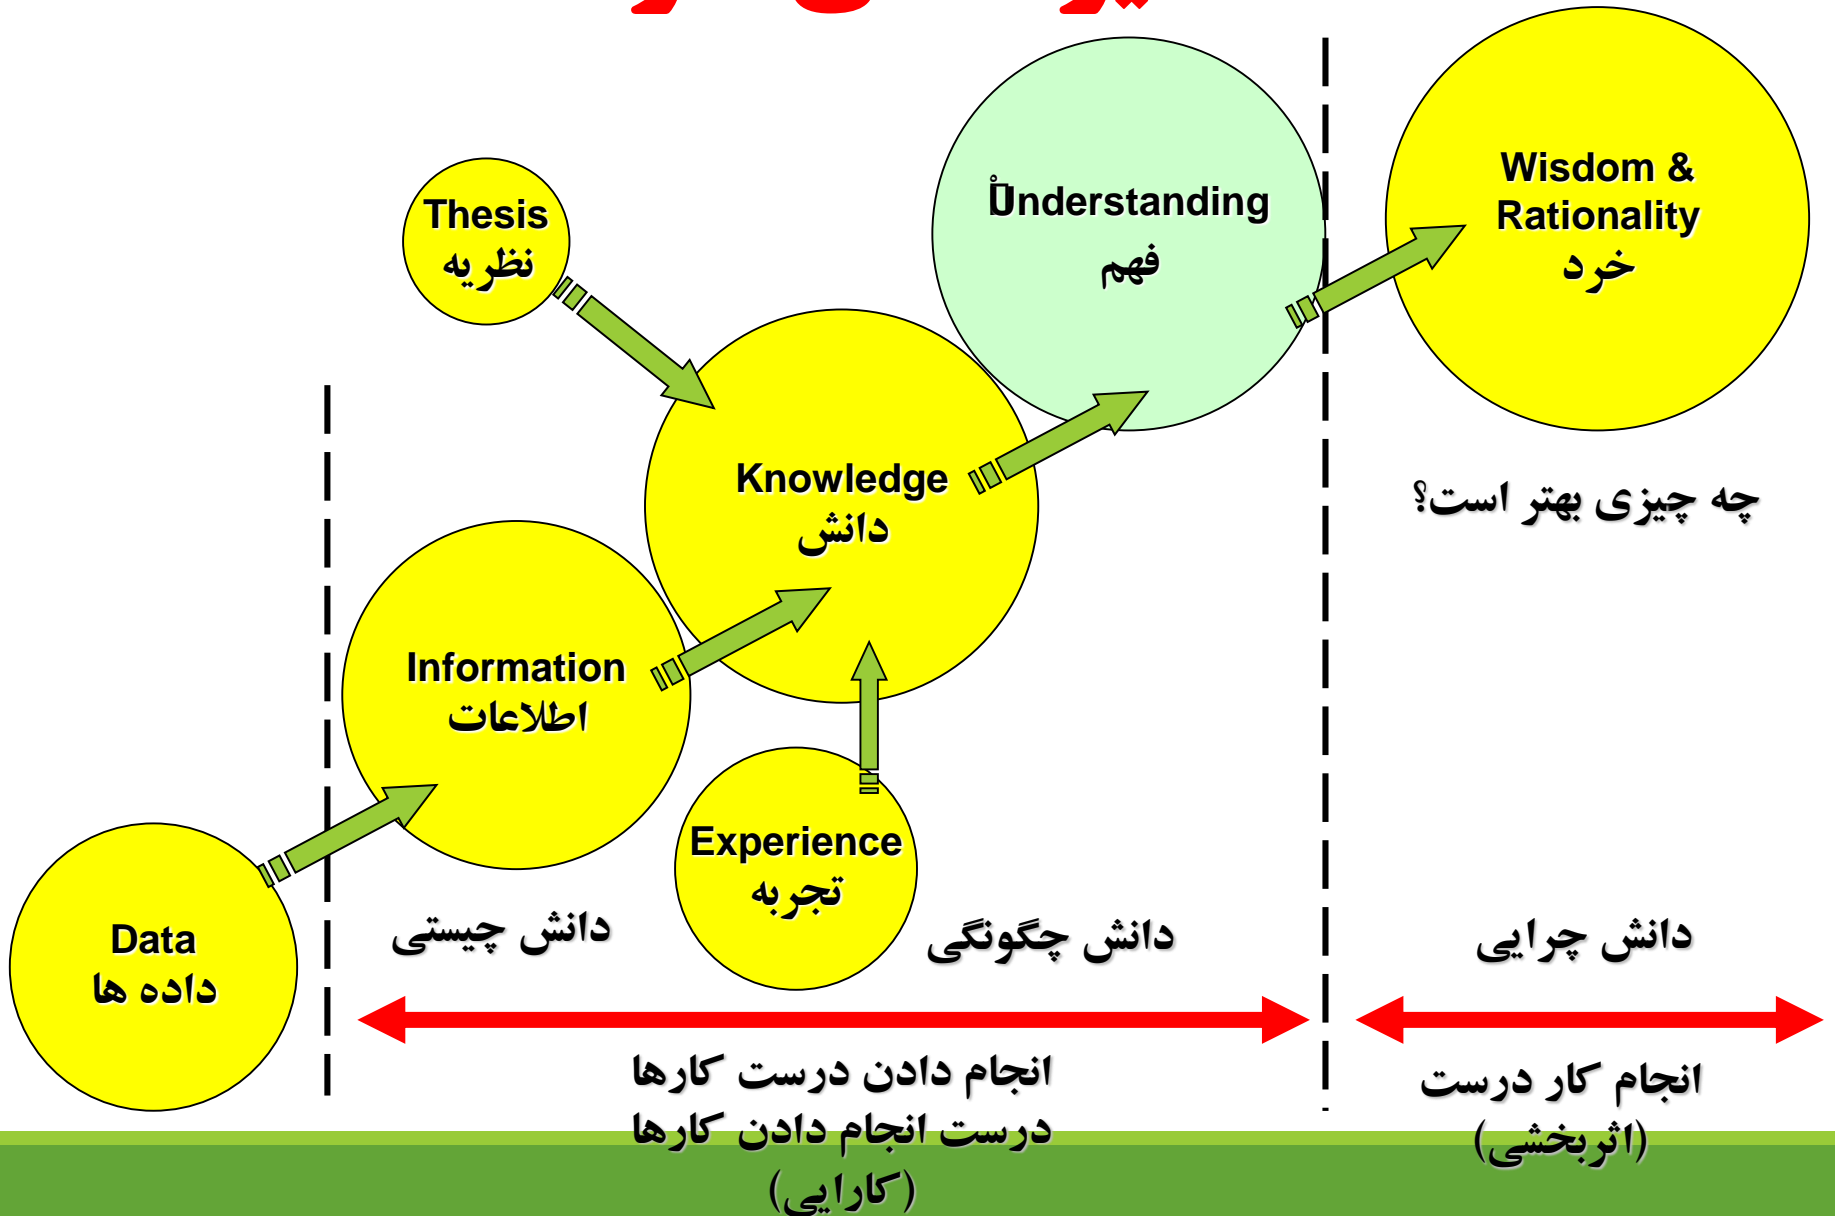 Wisdom &
Rationality
خرد
Understanding
فهم
Thesis
نظریه
Knowledge
دانش
چه چیزی بهتر است؟
Information
اطلاعات
Experience
تجربه
Data
داده ها
دانش چیستی
دانش چگونگی
دانش چرایی
انجام دادن درست کارها
درست انجام دادن کارها
(کارایی)
انجام کار درست
(اثربخشی)